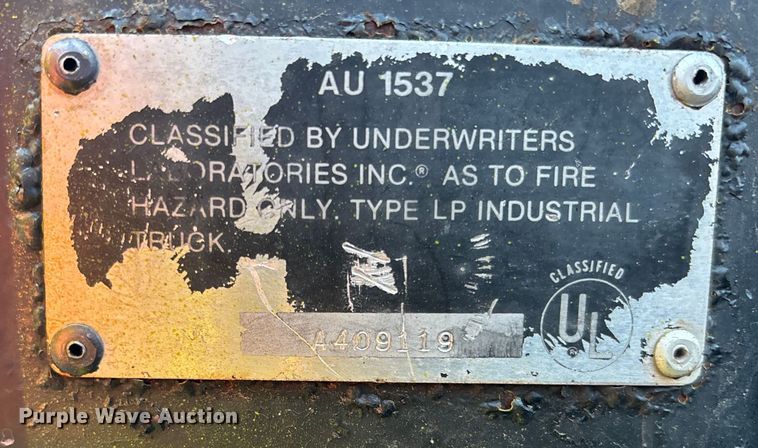 AU 1537
CLASSIFIED BY UNDERWRITERS
LABORATORIES INC.® AS TO FIRE
HAZARD ONLY. TYPE LP INDUSTRIAL
TRUCK.
CLASSIFIED
UL
A409119
Purple Wave Auction